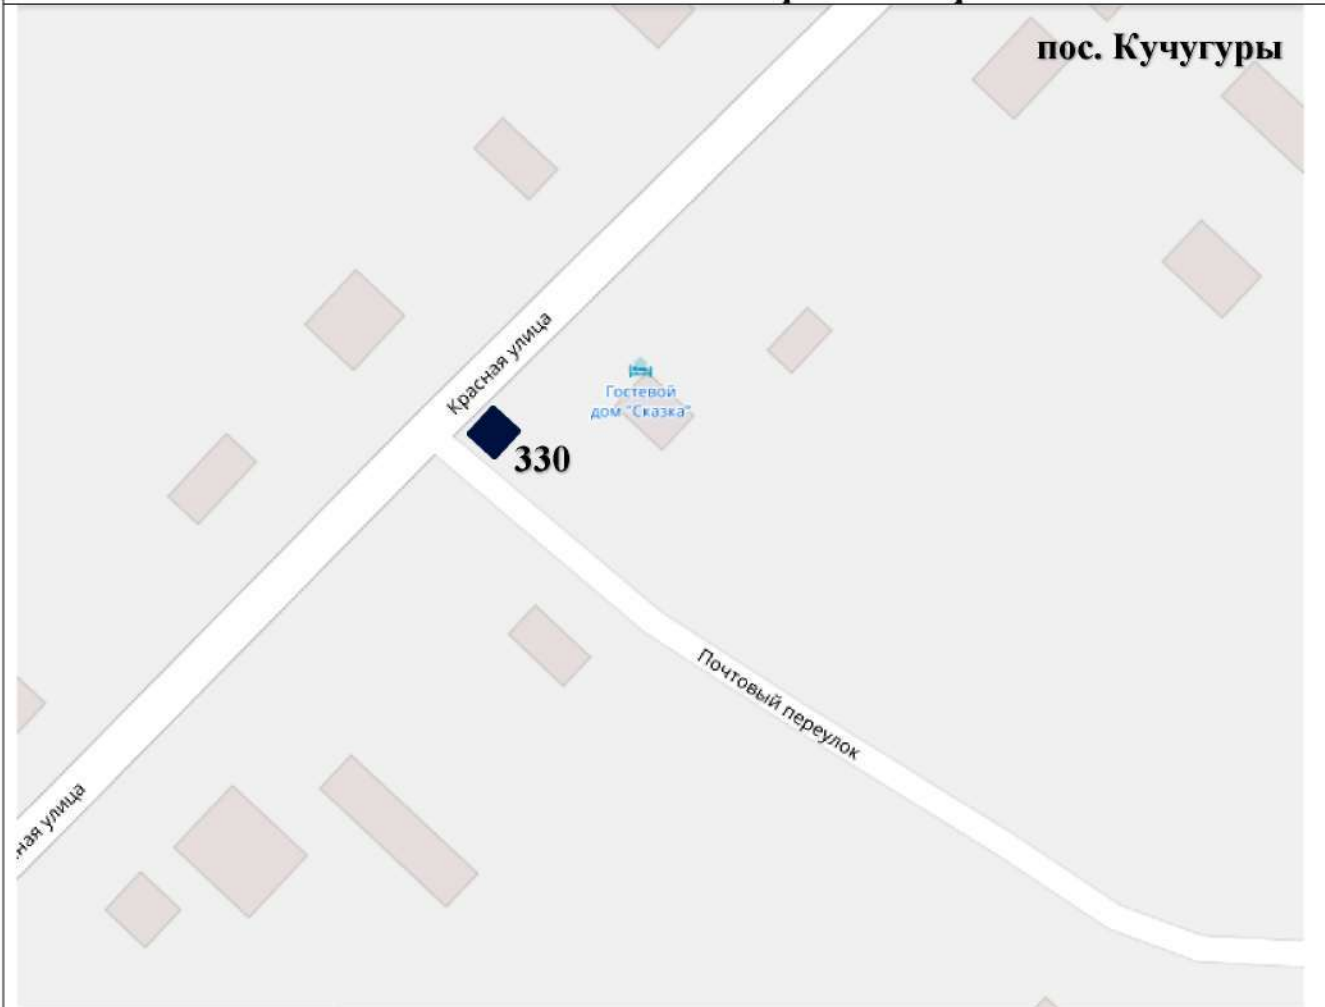 пос. Кучугуры
Красная улица
Гостевой
дом "Сказка"
330
Почтовый переулок
ная улица